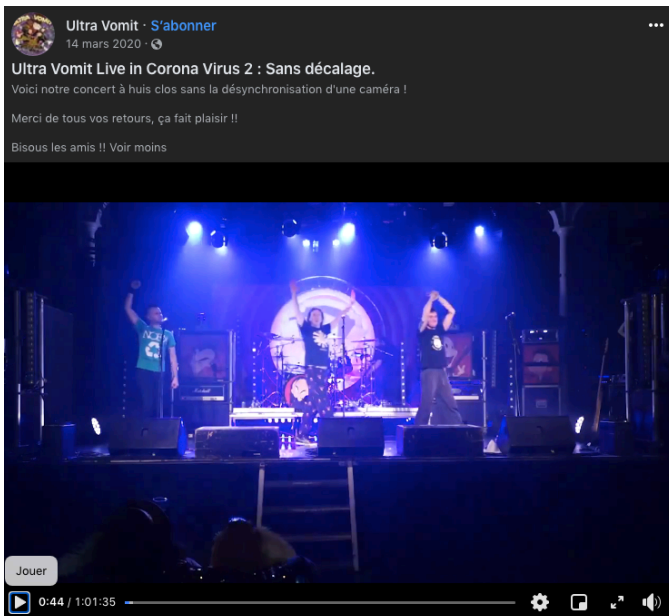 Ultra Vomit · S'abonner
14 mars 2020 ·
Ultra Vomit Live in Corona Virus 2 : Sans décalage.
Voici notre concert à huis clos sans la désynchronisation d'une caméra !
Merci de tous vos retours, ça fait plaisir !!
Bisous les amis !! Voir moins
Jouer
0:44 / 1:01:35